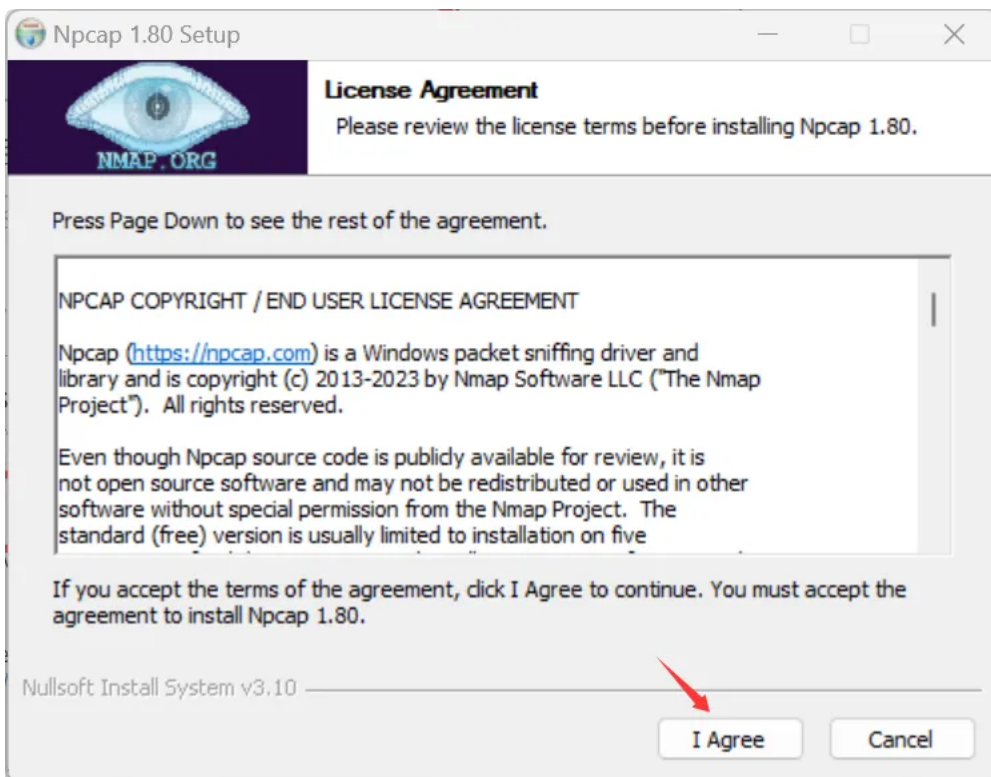 Npcap 1.80 Setup
NMAP.ORG
License Agreement
Please review the license terms before installing Npcap 1.80.
Press Page Down to see the rest of the agreement.
NPCAP COPYRIGHT / END USER LICENSE AGREEMENT
Npcap (https://npcap.com) is a Windows packet sniffing driver and
library and is copyright (c) 2013-2023 by Nmap Software LLC ("The Nmap
Project"). All rights reserved.
Even though Npcap source code is publicly available for review, it is
not open source software and may not be redistributed or used in other
software without special permission from the Nmap Project. The
standard (free) version is usually limited to installation on five
If you accept the terms of the agreement, click I Agree to continue. You must accept the
agreement to install Npcap 1.80.
Nullsoft Install System v3.10
I Agree
Cancel